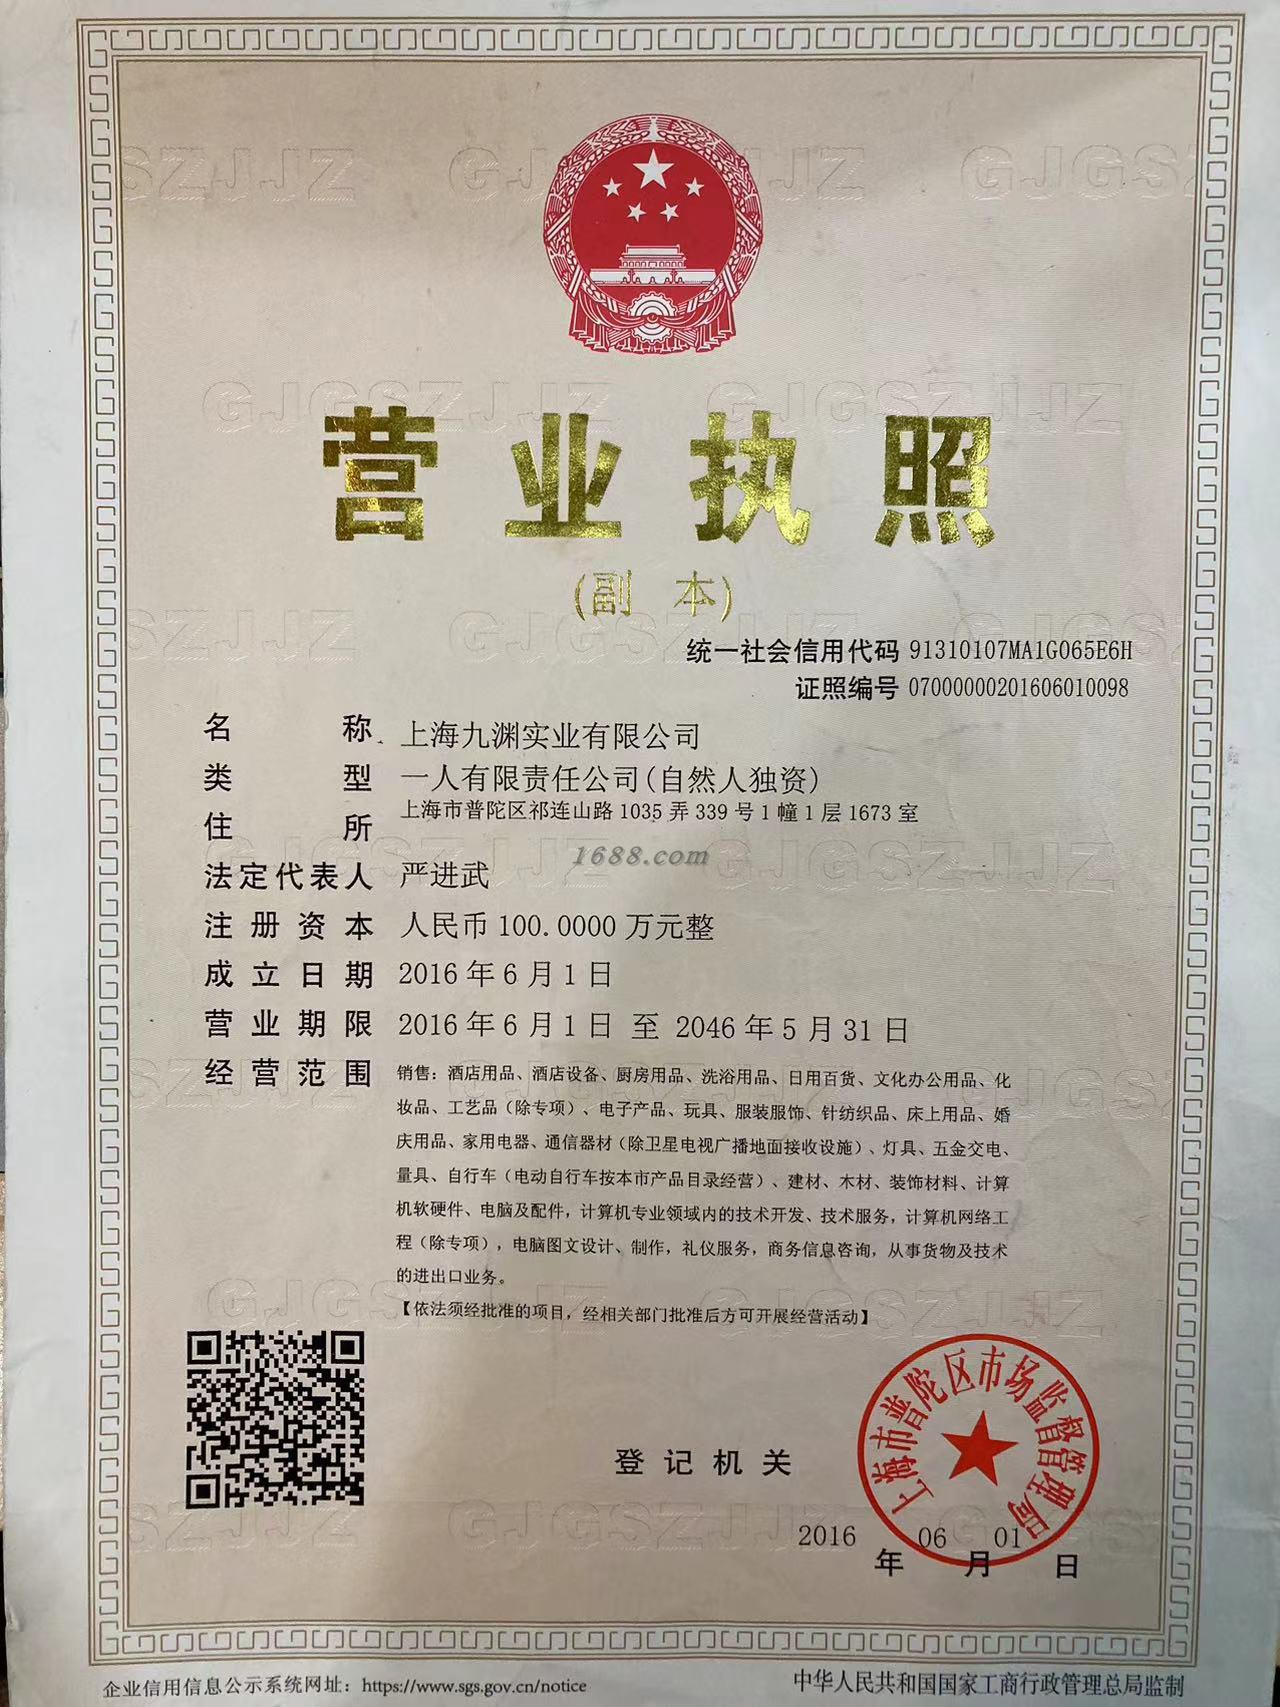 营业执照
(副 本)
统一社会信用代码 91310107MA1G065E6H
证照编号 07000000201606010098
名称 上海九渊实业有限公司
类型 一人有限责任公司(自然人独资)
住所 上海市普陀区祁连山路1035弄339号1幢1层1673室
1688.com
法定代表人 严进武
注册资本 人民币100.0000万元整
成立日期 2016年6月1日
营业期限 2016年6月1日 至 2046年5月31日
经营范围 销售：酒店用品、酒店设备、厨房用品、洗浴用品、日用百货、文化办公用品、化
妆品、工艺品（除专项）、电子产品、玩具、服装服饰、针纺织品、床上用品、婚
庆用品、家用电器、通信器材（除卫星电视广播地面接收设施）、灯具、五金交电、
量具、自行车（电动自行车按本市产品目录经营）、建材、木材、装饰材料、计算
机软硬件、电脑及配件，计算机专业领域内的技术开发、技术服务，计算机网络工
程（除专项），电脑图文设计、制作，礼仪服务，商务信息咨询，从事货物及技术
的进出口业务。
【依法须经批准的项目，经相关部门批准后方可开展经营活动】
上海市普陀区市场监督管理局
登记机关
2016年06月01日
企业信用信息公示系统网址：https://www.sgs.gov.cn/notice
中华人民共和国国家工商行政管理总局监制
GJGSZJJZ